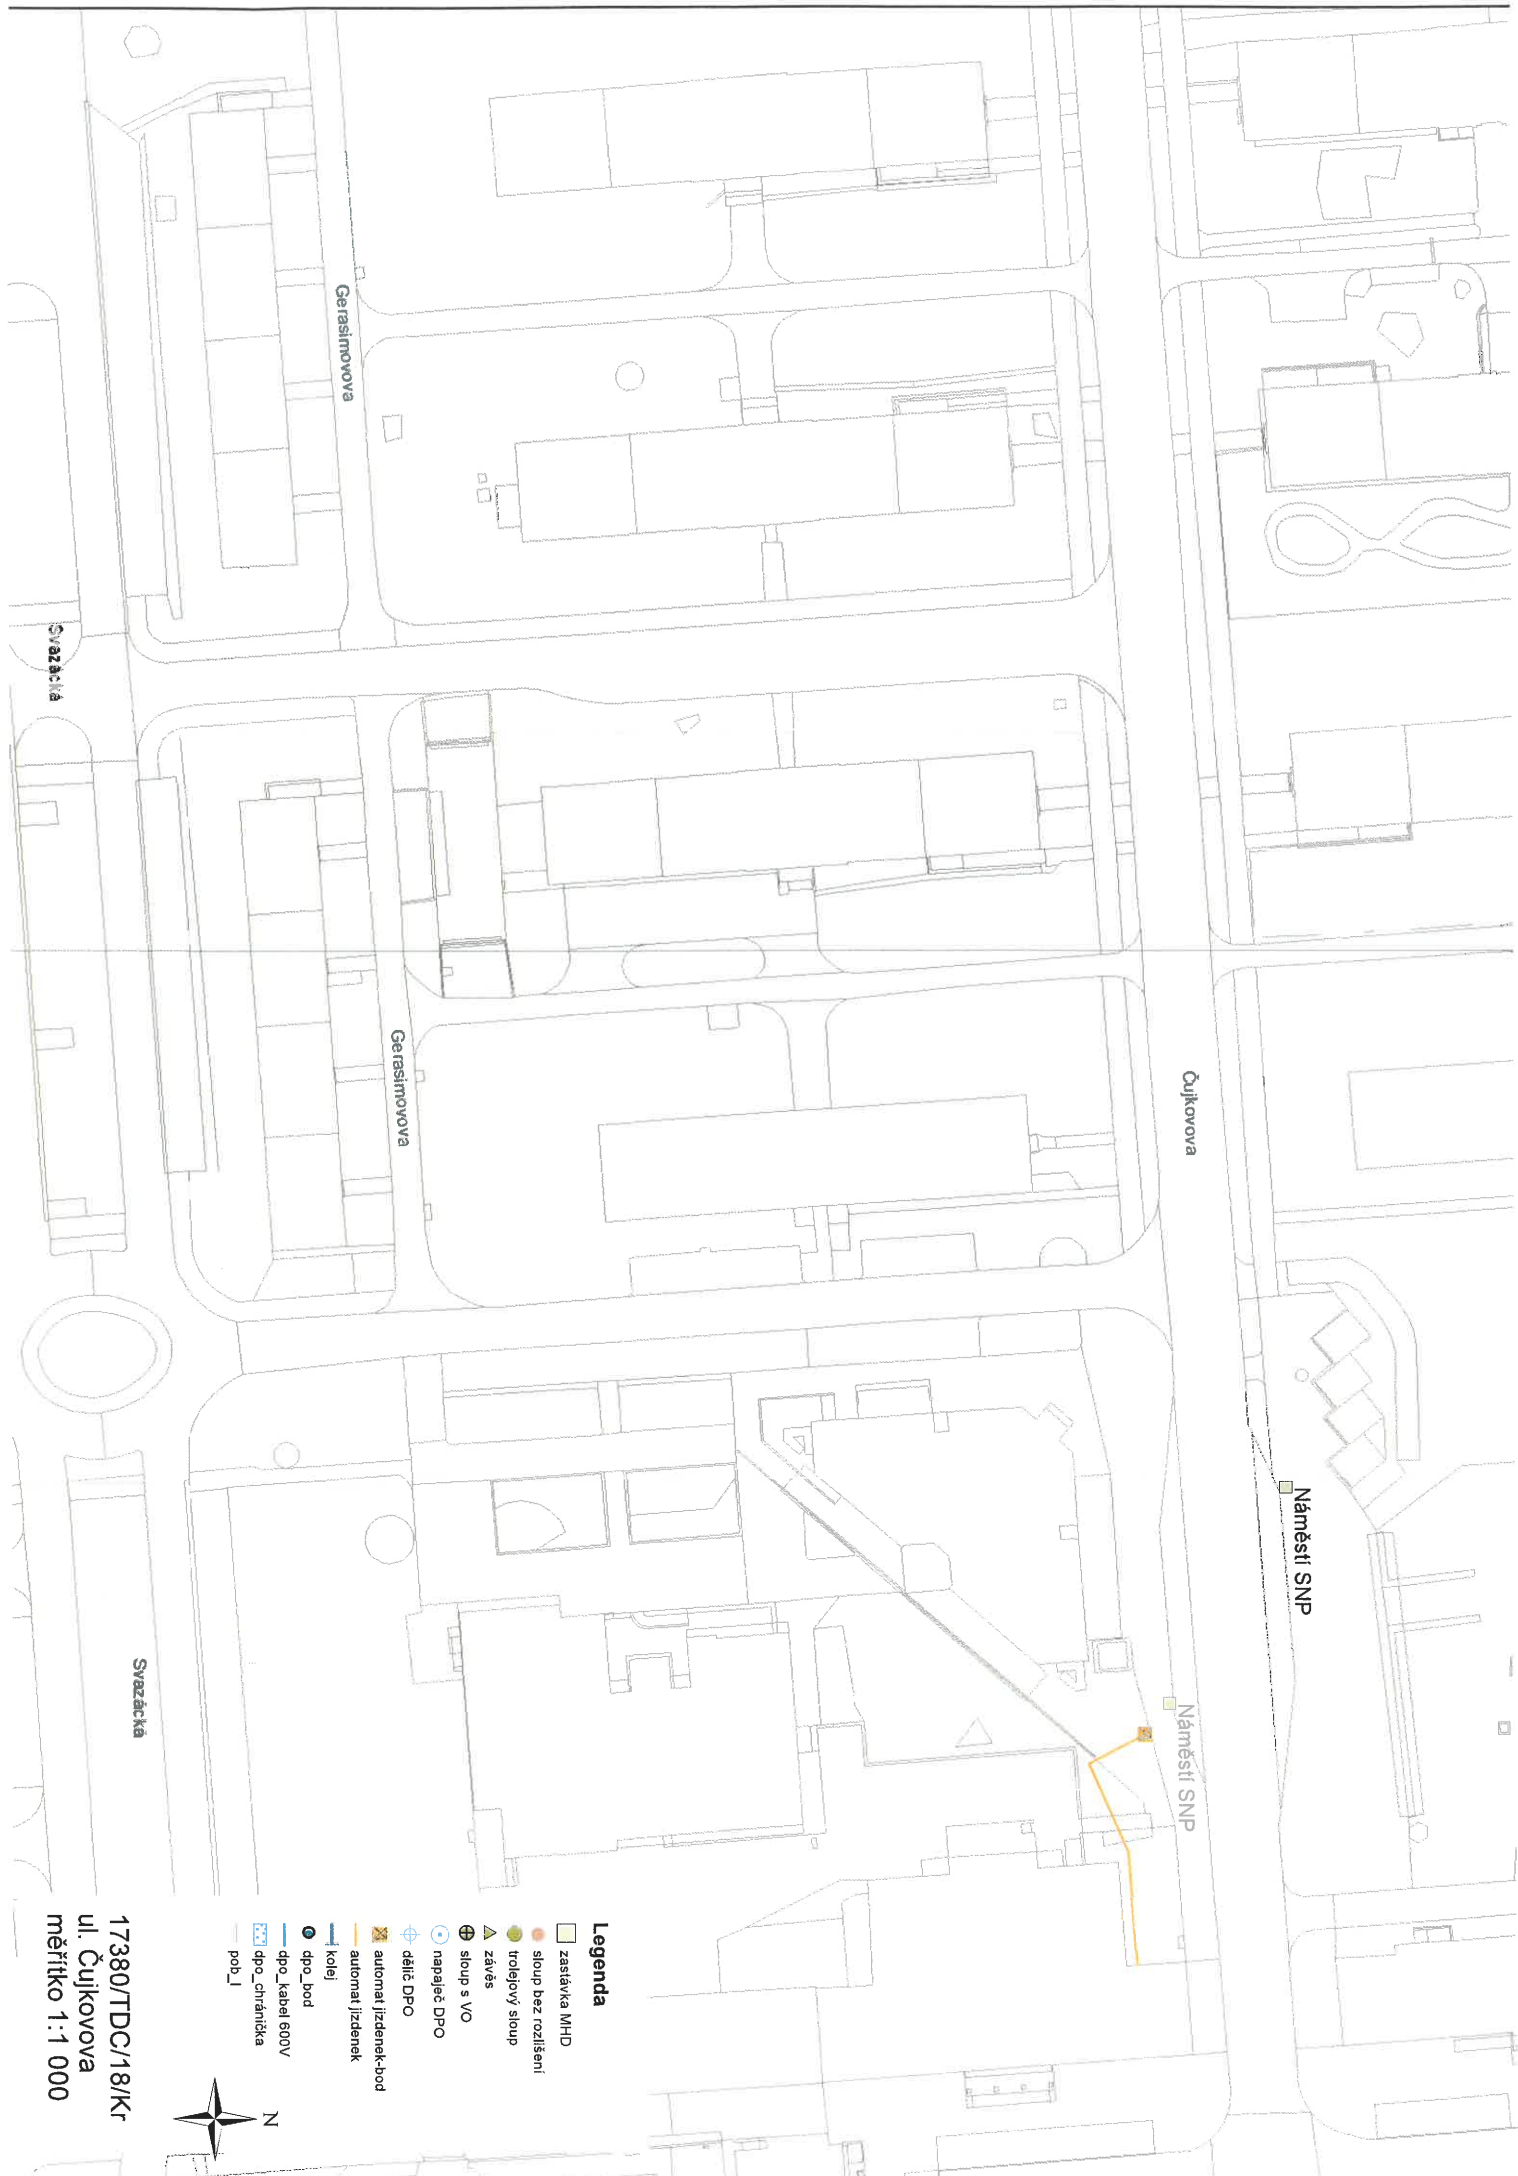 Gerasimovova
Svazácká
Gerasimovova
Čujkovova
Náměstí SNP
Náměstí SNP
Svazácká
Legenda
zastávka MHD
sloup bez rozlišení
trolejový sloup
závěs
sloup s VO
napaječ DPO
dělič DPO
automat jizdenek-bod
automat jizdenek
kolej
dpo_bod
dpo_kabel 600V
dpo_chránička
pob_l
N
17380/TDC/18/Kr
ul. Čujkovova
měřítko 1:1 000